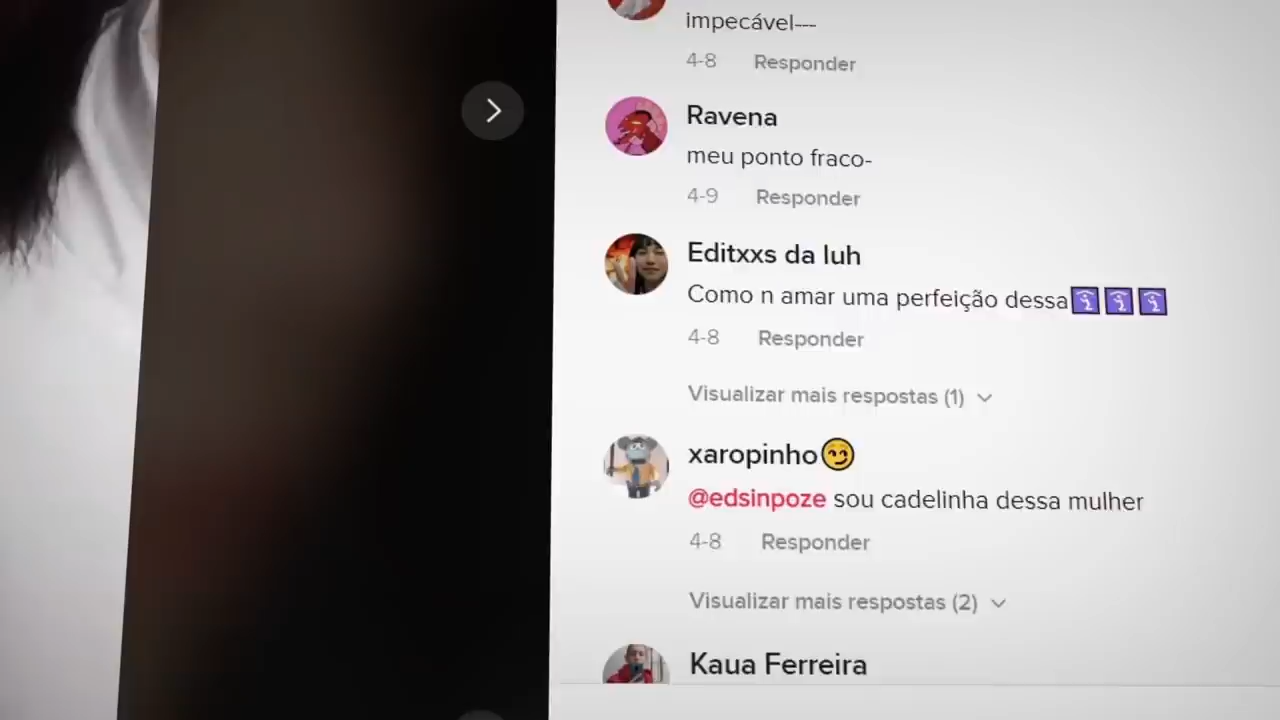 impecável---
4-8 Responder
Ravena
meu ponto fraco-
4-9 Responder
Editxxs da luh
Como n amar uma perfeição dessa🛐🛐🛐
4-8 Responder
Visualizar mais respostas (1)
xaropinho😏
@edsinpoze sou cadelinha dessa mulher
4-8 Responder
Visualizar mais respostas (2)
Kaua Ferreira